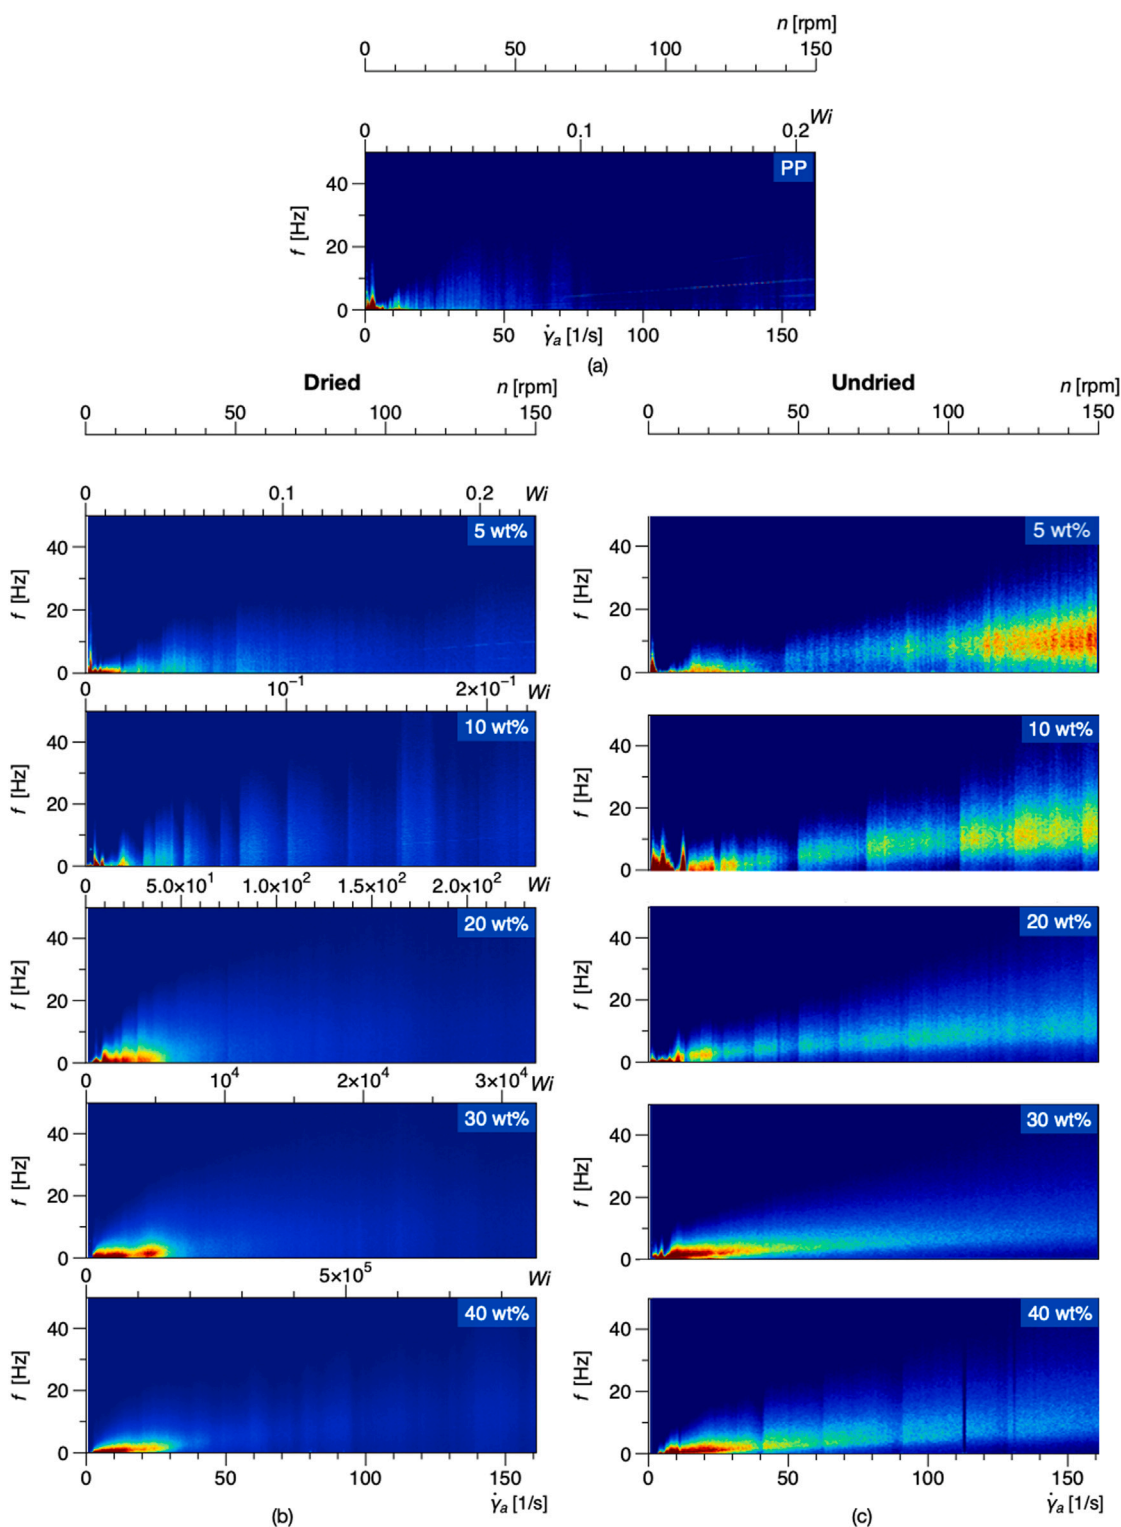 n [rpm]
0 50 100 150
Wi
0 0.1 0.2
PP
40
20
0
f [Hz]
0 50 100 150
γ̇a [1/s]
(a)
Dried
n [rpm]
0 50 100 150
0 0.1 0.2 Wi
5 wt%
40
20
0
f [Hz]
0 10⁻¹ 2×10⁻¹ Wi
10 wt%
40
20
0
f [Hz]
0 5.0×10¹ 1.0×10² 1.5×10² 2.0×10² Wi
20 wt%
40
20
0
f [Hz]
0 10⁴ 2×10⁴ 3×10⁴ Wi
30 wt%
40
20
0
f [Hz]
0 5×10⁵ Wi
40 wt%
40
20
0
f [Hz]
0 50 100 150
γ̇a [1/s]
(b)
Undried
n [rpm]
0 50 100 150
5 wt%
40
20
0
f [Hz]
10 wt%
40
20
0
f [Hz]
20 wt%
40
20
0
f [Hz]
30 wt%
40
20
0
f [Hz]
40 wt%
40
20
0
f [Hz]
0 50 100 150
γ̇a [1/s]
(c)